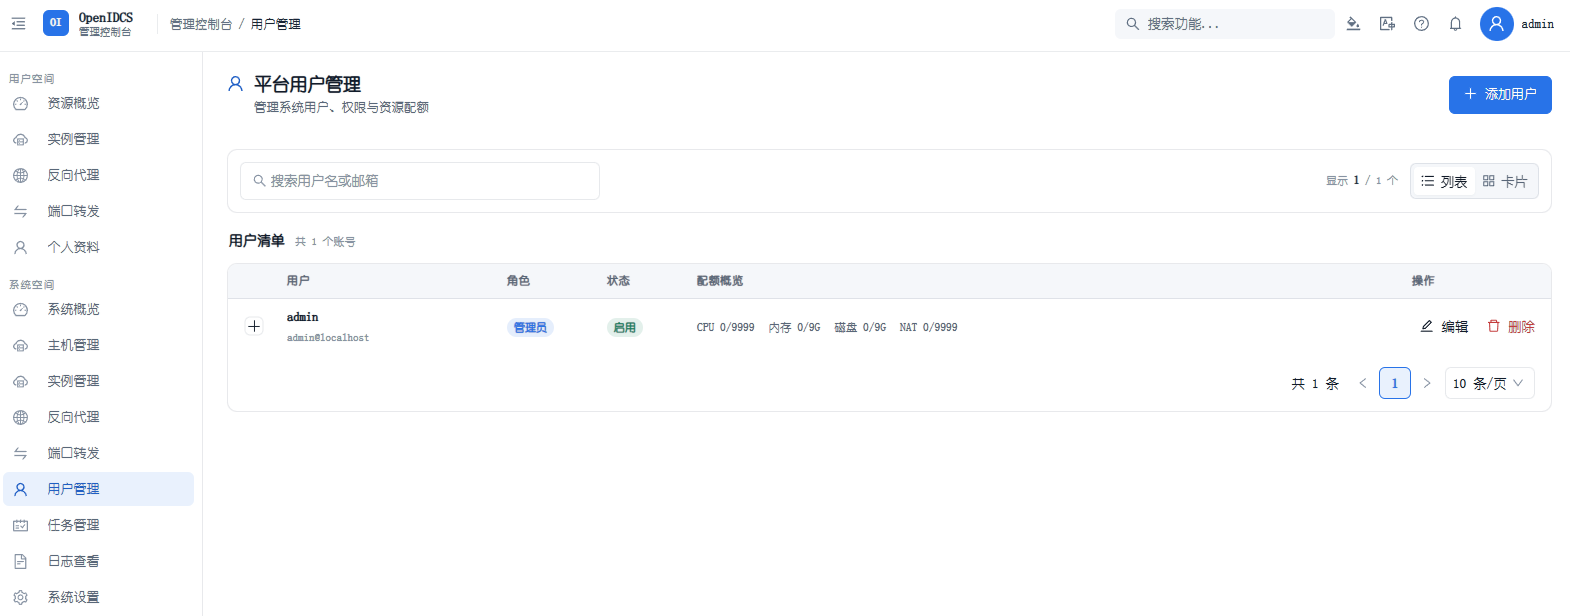 OI OpenIDCS
管理控制台
管理控制台 / 用户管理
搜索功能...
admin
用户空间
资源概览
实例管理
反向代理
端口转发
个人资料
系统空间
系统概览
主机管理
实例管理
反向代理
端口转发
用户管理
任务管理
日志查看
系统设置
平台用户管理
管理系统用户、权限与资源配额
添加用户
搜索用户名或邮箱
显示 1 / 1 个
列表 卡片
用户清单 共 1 个账号
用户 角色 状态 配额概览 操作
admin
admin@localhost
管理员 启用 CPU 0/9999 内存 0/9G 磁盘 0/9G NAT 0/9999 编辑 删除
共 1 条 < 1 > 10 条/页